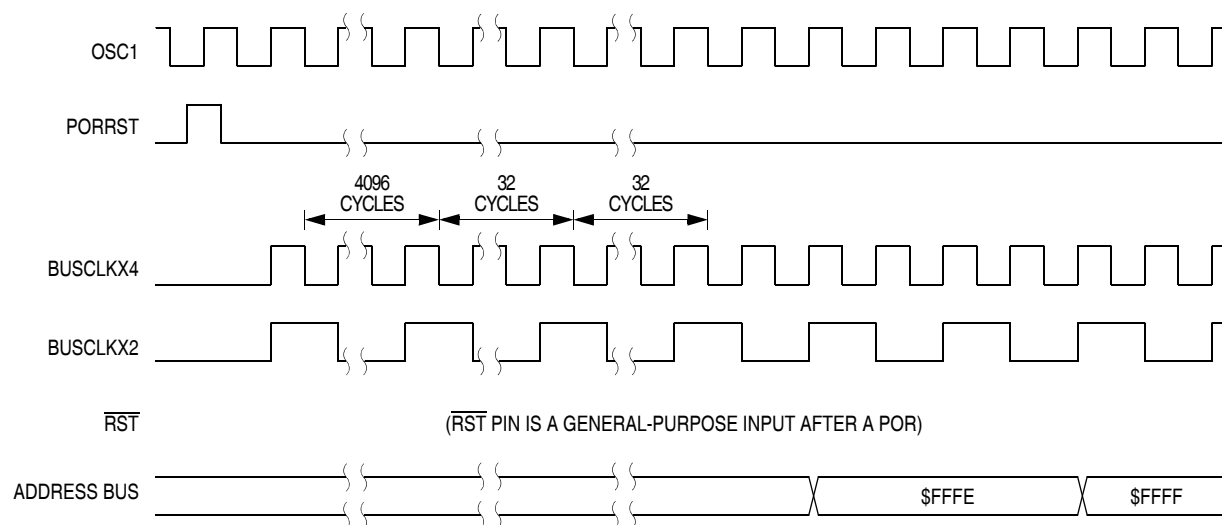 OSC1
PORRST
4096
CYCLES
32
CYCLES
32
CYCLES
BUSCLKX4
BUSCLKX2
RST
(RST PIN IS A GENERAL-PURPOSE INPUT AFTER A POR)
ADDRESS BUS
$FFFE
$FFFF